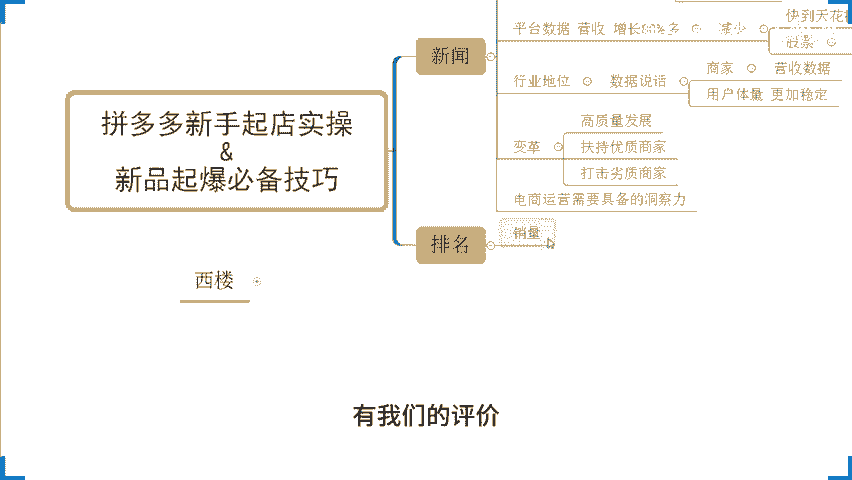 快到天花
平台数据 营收 增长
减少
股票
新闻
商家
营收数据
行业地位
数据说话
用户体量 更加稳定
拼多多新手起店实操
&
新品起爆必备技巧
高质量发展
变革
扶持优质商家
打击劣质商家
电商运营需要具备的洞察力
排名
销量
西楼
有我们的评价